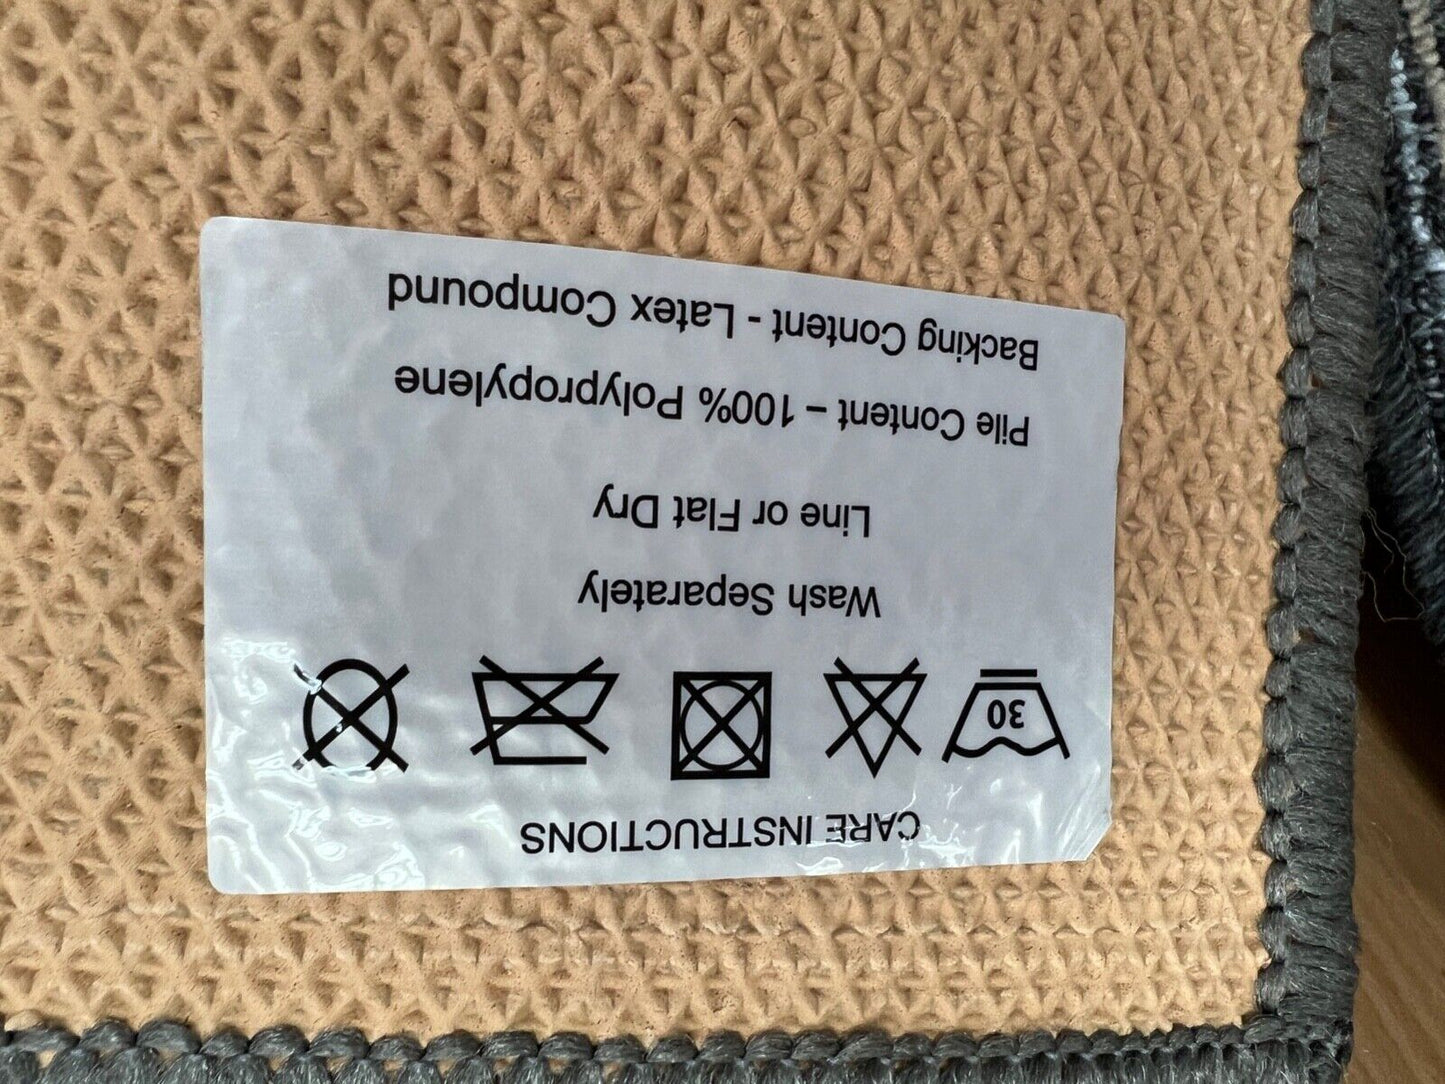 CARE INSTRUCTIONS
30
Wash Separately
Line or Flat Dry
Pile Content – 100% Polypropylene
Backing Content - Latex Compound